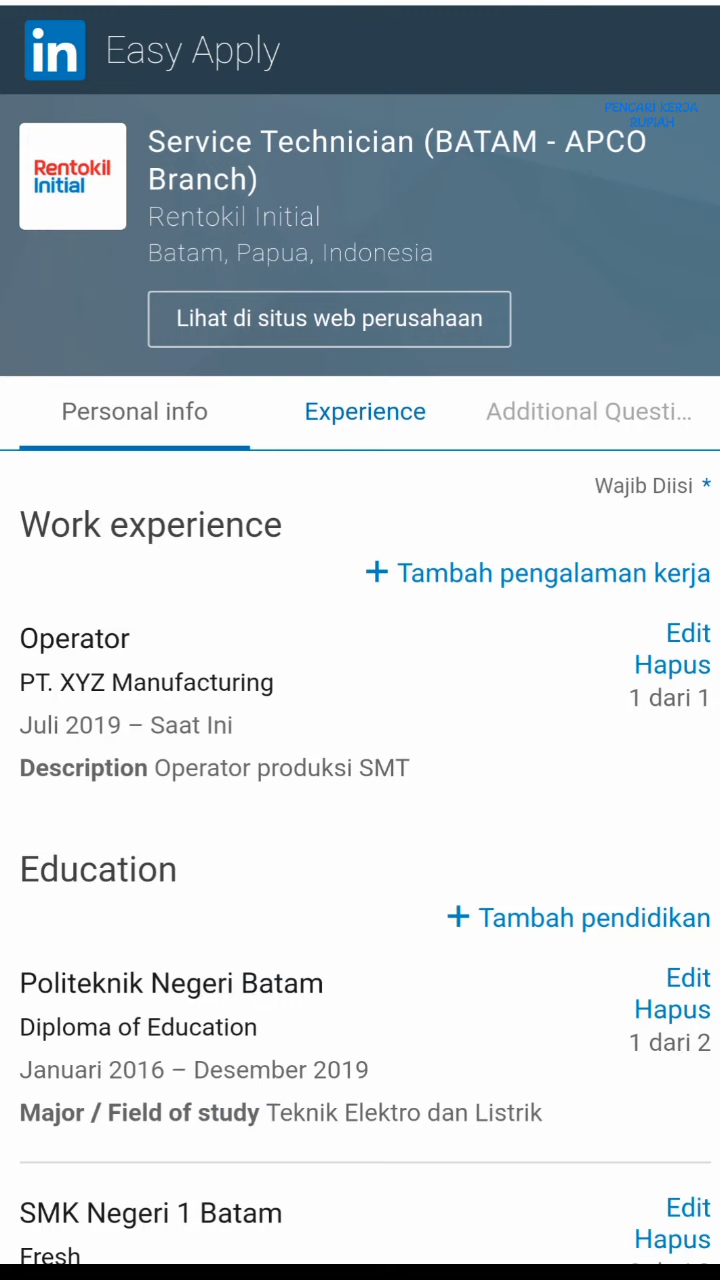 in Easy Apply
PENCARI KERJA
RUPIAH
Rentokil
Initial
Service Technician (BATAM - APCO
Branch)
Rentokil Initial
Batam, Papua, Indonesia
Lihat di situs web perusahaan
Personal info Experience Additional Questi...
Wajib Diisi *
Work experience
+ Tambah pengalaman kerja
Operator
Edit
PT. XYZ Manufacturing
Hapus
1 dari 1
Juli 2019 – Saat Ini
Description Operator produksi SMT
Education
+ Tambah pendidikan
Politeknik Negeri Batam
Edit
Diploma of Education
Hapus
1 dari 2
Januari 2016 – Desember 2019
Major / Field of study Teknik Elektro dan Listrik
SMK Negeri 1 Batam
Edit
Hapus
Fresh